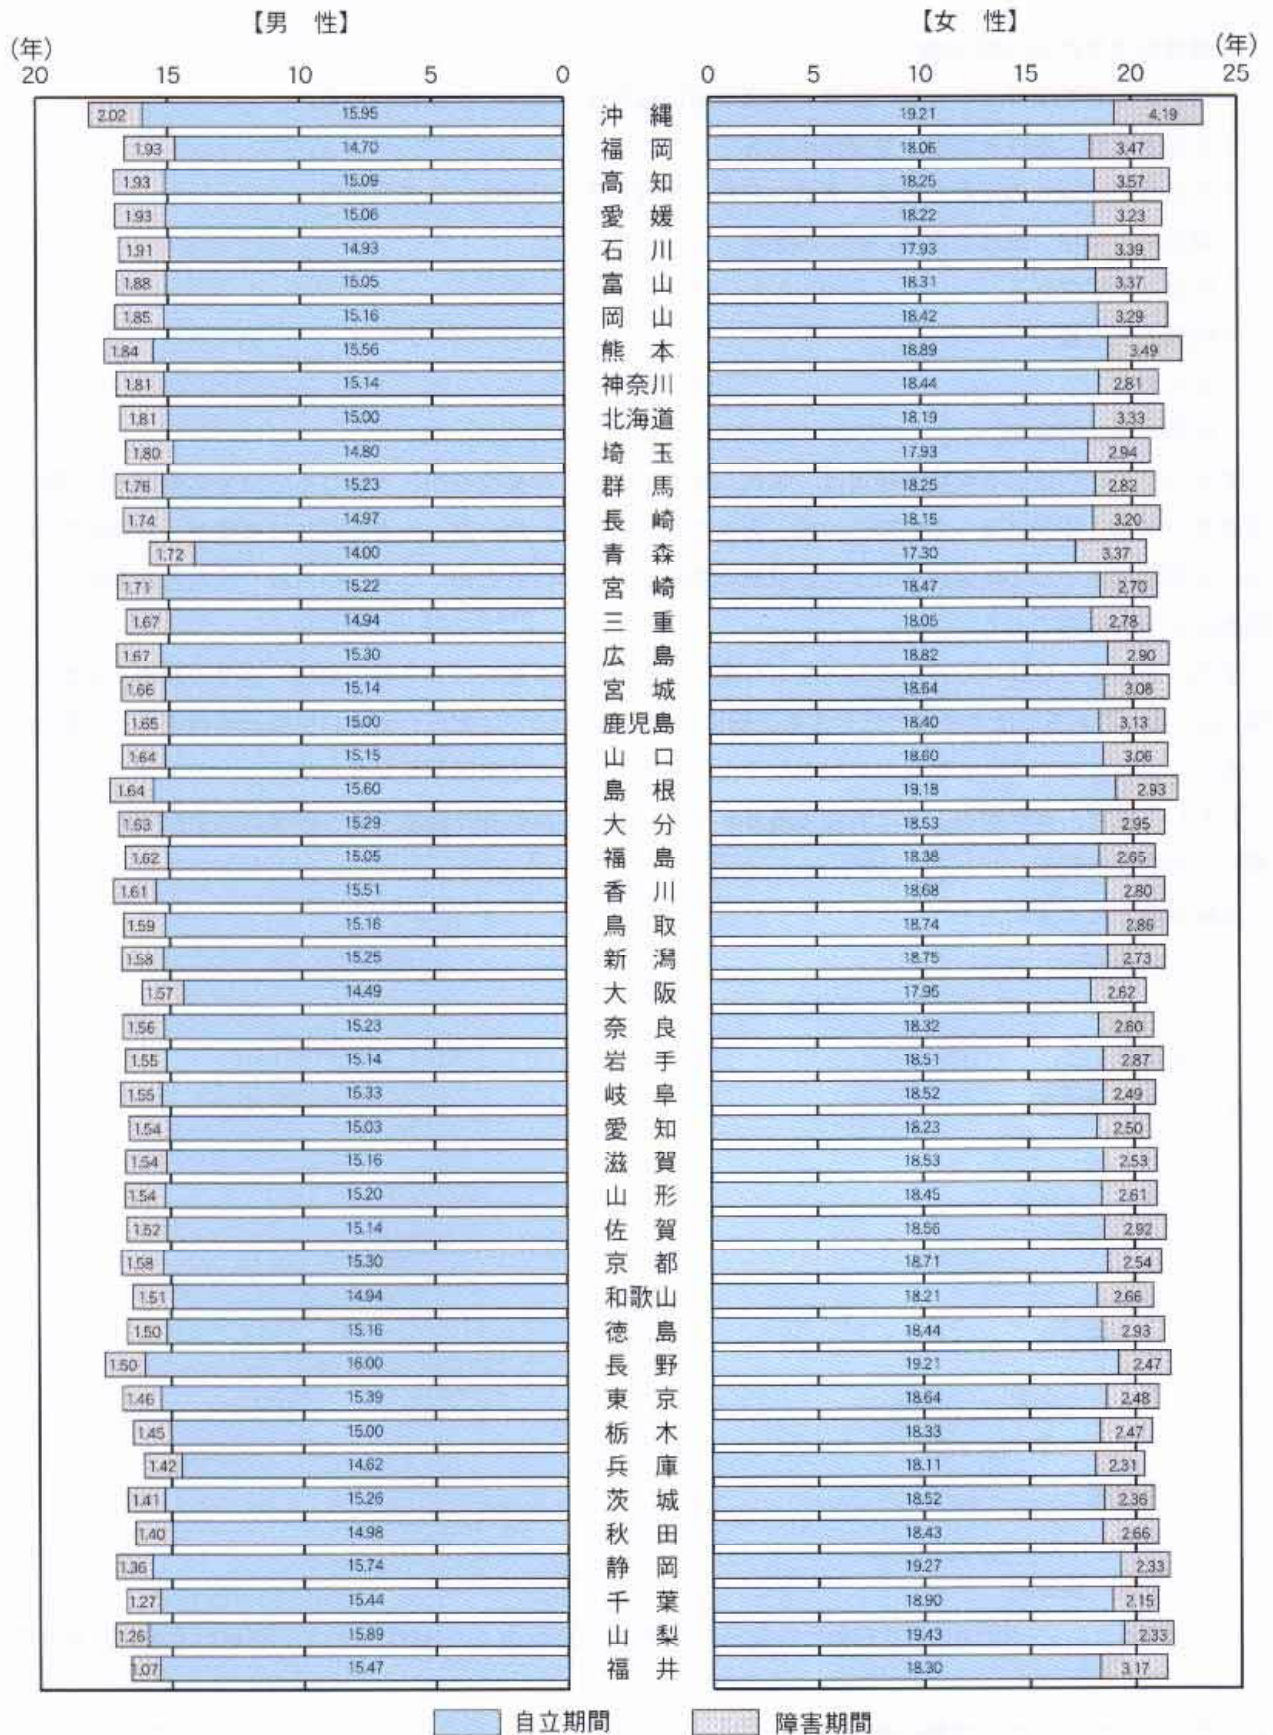 【男 性】 【女 性】
(年) (年)
20 15 10 5 0 0 5 10 15 20 25
2.02 15.95 沖縄 19.21 4.19
1.93 14.70 福岡 18.06 3.47
1.93 15.09 高知 18.25 3.57
1.93 15.06 愛媛 18.22 3.23
1.91 14.93 石川 17.93 3.39
1.88 15.05 富山 18.31 3.37
1.85 15.16 岡山 18.42 3.29
1.84 15.56 熊本 18.89 3.49
1.81 15.14 神奈川 18.44 2.81
1.81 15.00 北海道 18.19 3.33
1.80 14.80 埼玉 17.93 2.94
1.76 15.23 群馬 18.25 2.82
1.74 14.97 長崎 18.15 3.20
1.72 14.00 青森 17.30 3.37
1.71 15.22 宮崎 18.47 2.70
1.67 14.94 三重 18.05 2.78
1.67 15.30 広島 18.82 2.90
1.66 15.14 宮城 18.64 3.08
1.65 15.00 鹿児島 18.40 3.13
1.64 15.15 山口 18.60 3.06
1.64 15.60 島根 19.18 2.93
1.63 15.29 大分 18.53 2.95
1.62 15.05 福島 18.38 2.65
1.61 15.51 香川 18.68 2.80
1.59 15.16 鳥取 18.74 2.86
1.58 15.25 新潟 18.75 2.73
1.57 14.49 大阪 17.95 2.62
1.56 15.23 奈良 18.32 2.60
1.55 15.14 岩手 18.51 2.87
1.55 15.33 岐阜 18.52 2.49
1.54 15.03 愛知 18.23 2.50
1.54 15.16 滋賀 18.53 2.53
1.54 15.20 山形 18.45 2.61
1.52 15.14 佐賀 18.56 2.92
1.58 15.30 京都 18.71 2.54
1.51 14.94 和歌山 18.21 2.66
1.50 15.16 徳島 18.44 2.93
1.50 16.00 長野 19.21 2.47
1.46 15.39 東京 18.64 2.48
1.45 15.00 栃木 18.33 2.47
1.42 14.62 兵庫 18.11 2.31
1.41 15.26 茨城 18.52 2.36
1.40 14.98 秋田 18.43 2.66
1.36 15.74 静岡 19.27 2.33
1.27 15.44 千葉 18.90 2.15
1.26 15.89 山梨 19.43 2.33
1.07 15.47 福井 18.30 3.17
自立期間 障害期間